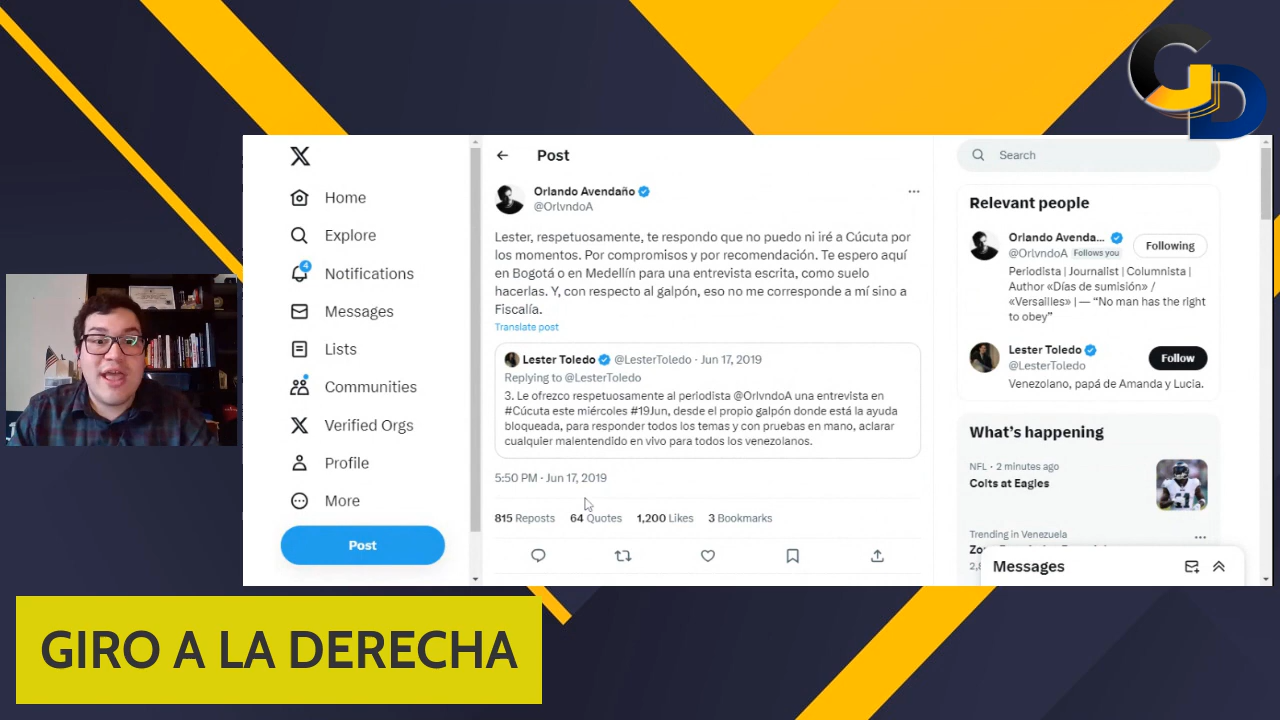 GD
X
Home
Explore
4
Notifications
Messages
Lists
Communities
Verified Orgs
Profile
More
Post
Post
Orlando Avendaño
@OrlvndoA
Lester, respetuosamente, te respondo que no puedo ni iré a Cúcuta por
los momentos. Por compromisos y por recomendación. Te espero aquí
en Bogotá o en Medellín para una entrevista escrita, como suelo
hacerlas. Y, con respecto al galpón, eso no me corresponde a mí sino a
Fiscalía.
Translate post
Lester Toledo @LesterToledo · Jun 17, 2019
Replying to @LesterToledo
3. Le ofrezco respetuosamente al periodista @OrlvndoA una entrevista en
#Cúcuta este miércoles #19Jun, desde el propio galpón donde está la ayuda
bloqueada, para responder todos los temas y con pruebas en mano, aclarar
cualquier malentendido en vivo para todos los venezolanos.
5:50 PM · Jun 17, 2019
815 Reposts 64 Quotes 1,200 Likes 3 Bookmarks
Search
Relevant people
Orlando Avenda...
@OrlvndoA Follows you
Following
Periodista | Journalist | Columnista |
Author «Días de sumisión» /
«Versailles» | — “No man has the right
to obey”
Lester Toledo
@LesterToledo
Follow
Venezolano, papá de Amanda y Lucia.
What’s happening
NFL · 2 minutes ago
Colts at Eagles
Trending in Venezuela
Messages
GIRO A LA DERECHA